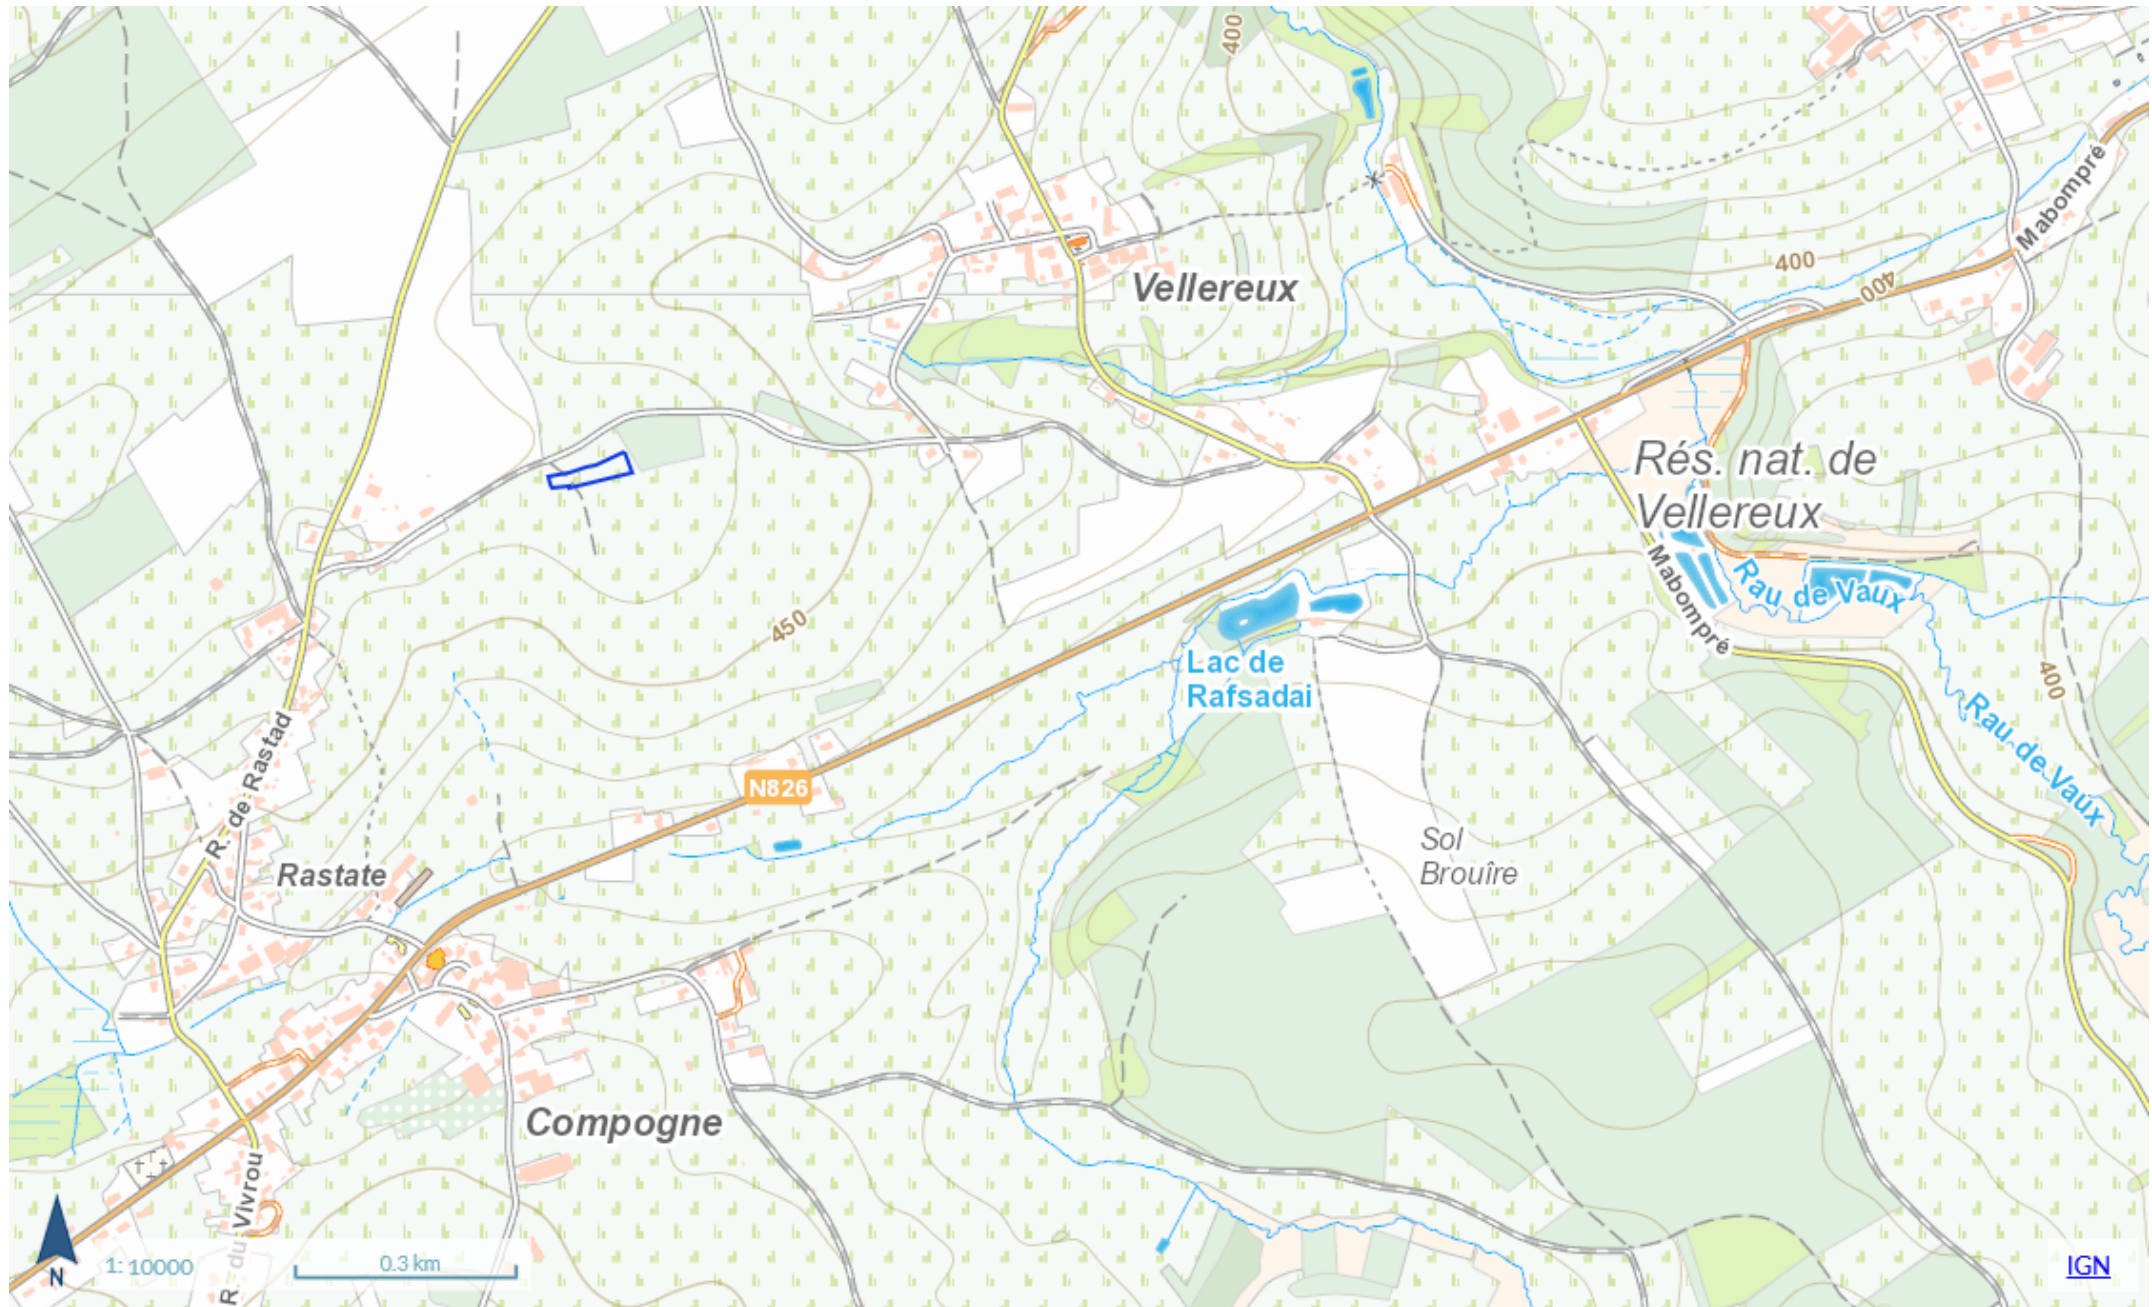 400
Mabompré
Vellereux
400
400
Rés. nat. de
Vellereux
Mabompré
Rau de Vaux
450
Lac de
Rafsadai
400
Rau de Vaux
R. de Rastad
N826
Sol
Brouîre
Rastate
Compogne
R. du Vivrou
N
1: 10000
0.3 km
IGN